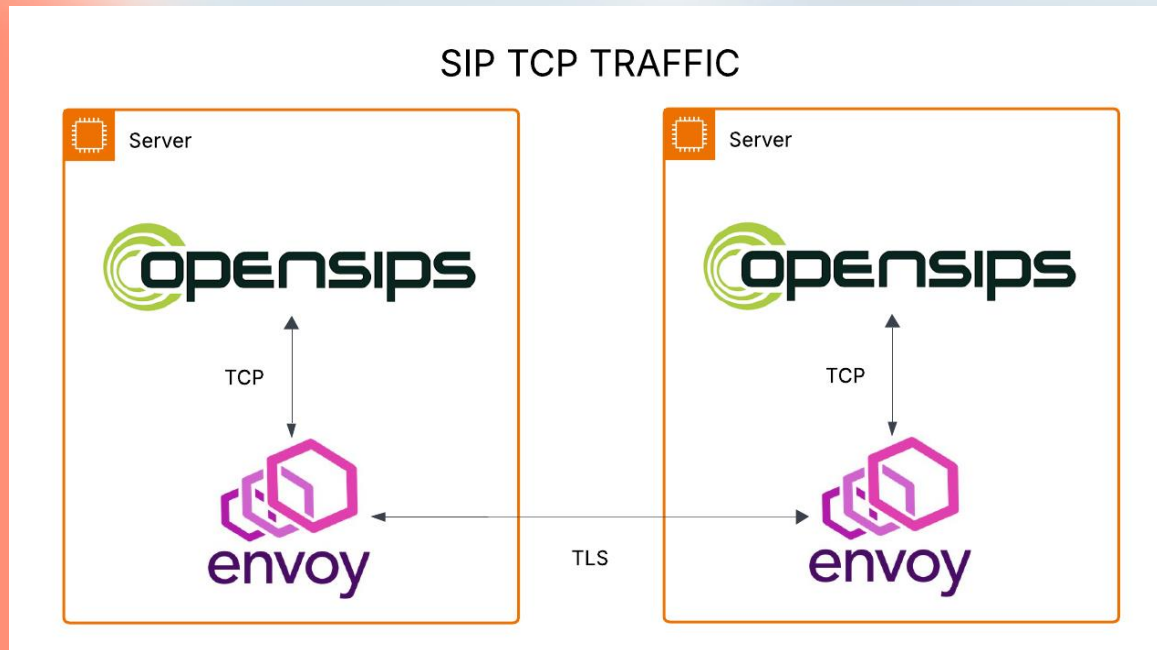 SIP TCP TRAFFIC
Server
Server
opensips
opensips
TCP
TCP
envoy
envoy
TLS